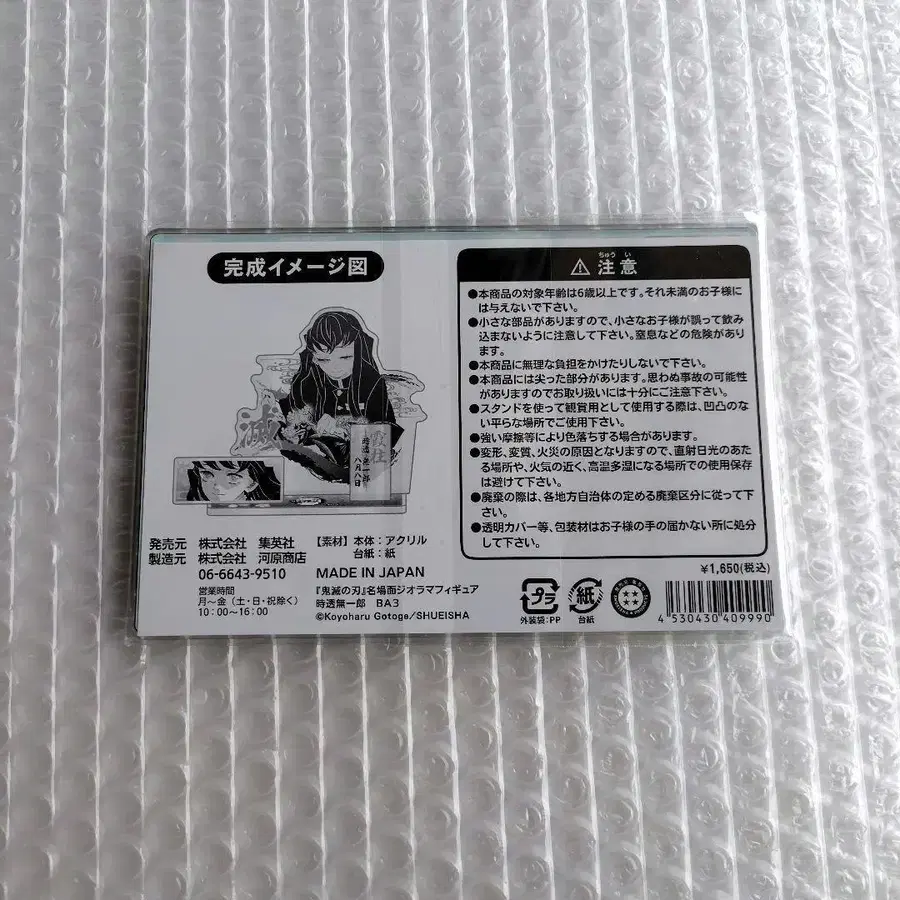 完成イメージ図
滅
霞柱
時透無一郎
八月八日
発売元 株式会社 集英社
製造元 株式会社 河原商店
06-6643-9510
営業時間
月～金（土・日・祝除く）
10:00～16:00
【素材】本体：アクリル
台紙：紙
MADE IN JAPAN
『鬼滅の刃』名場面ジオラマフィギュア
時透無一郎 BA3
©Koyoharu Gotoge/SHUEISHA
ちゅう い
⚠ 注意
●本商品の対象年齢は6歳以上です。それ未満のお子様に
は与えないで下さい。
●小さな部品がありますので、小さなお子様が誤って飲み
込まないように注意して下さい。窒息などの危険があり
ます。
●本商品に無理な負担をかけたりしないで下さい。
●本商品には尖った部分があります。思わぬ事故の可能性
がありますのでお取り扱いには十分にご注意下さい。
●スタンドを使って観賞用として使用する際は、凹凸のな
い平らな場所でご使用下さい。
●強い摩擦等により色落ちする場合があります。
●変形、変質、火災の原因となりますので、直射日光のあた
る場所や、火気の近く、高温多湿になる場所での使用保存
は避けて下さい。
●廃棄の際は、各地方自治体の定める廃棄区分に従って下
さい。
●透明カバー等、包装材はお子様の手の届かない所に処分
して下さい。
¥1,650(税込)
プラ
外装袋:PP
紙
台紙
4 530430 409990